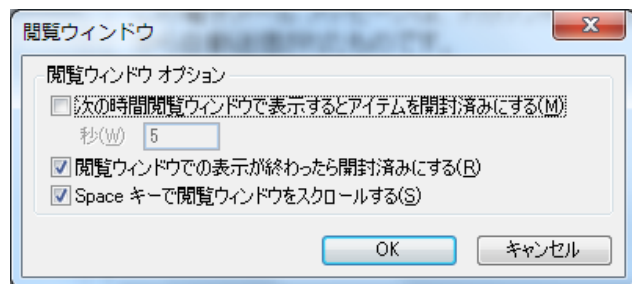 閲覧ウィンドウ
閲覧ウィンドウ オプション
次の時間閲覧ウィンドウで表示するとアイテムを開封済みにする(M)
秒(W) 5
閲覧ウィンドウでの表示が終わったら開封済みにする(R)
Space キーで閲覧ウィンドウをスクロールする(S)
OK キャンセル